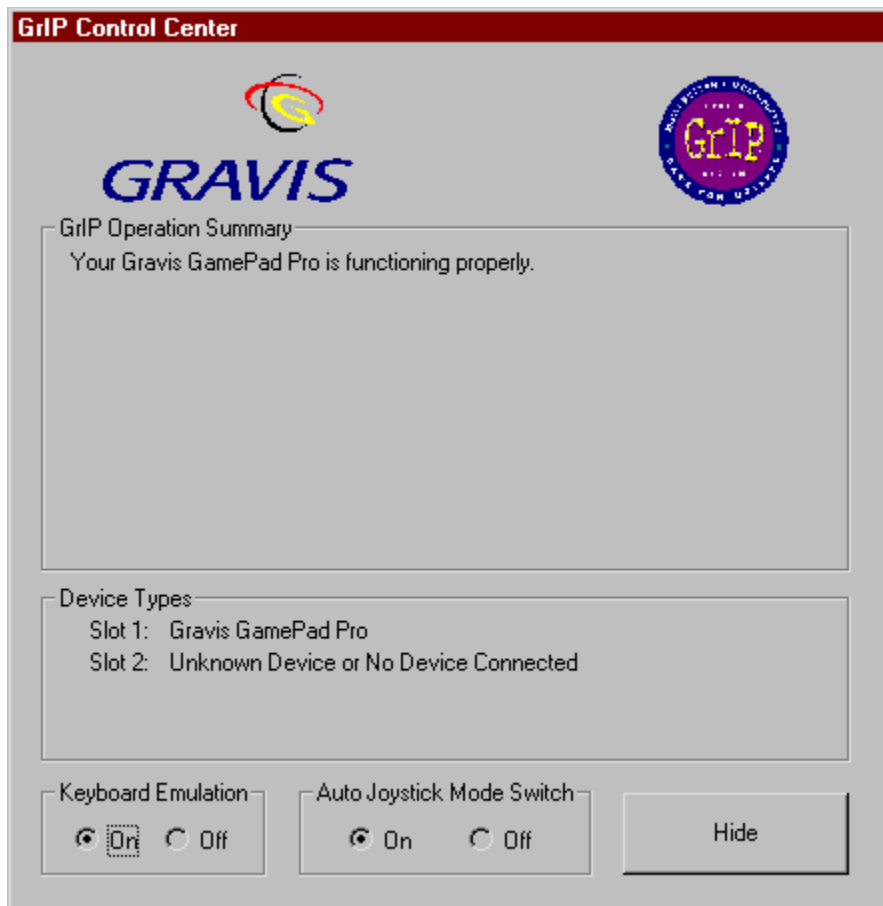 GrIP Control Center
GRAVIS
GrIP
GrIP Operation Summary
Your Gravis GamePad Pro is functioning properly.
Device Types
Slot 1: Gravis GamePad Pro
Slot 2: Unknown Device or No Device Connected
Keyboard Emulation
On Off
Auto Joystick Mode Switch
On Off
Hide